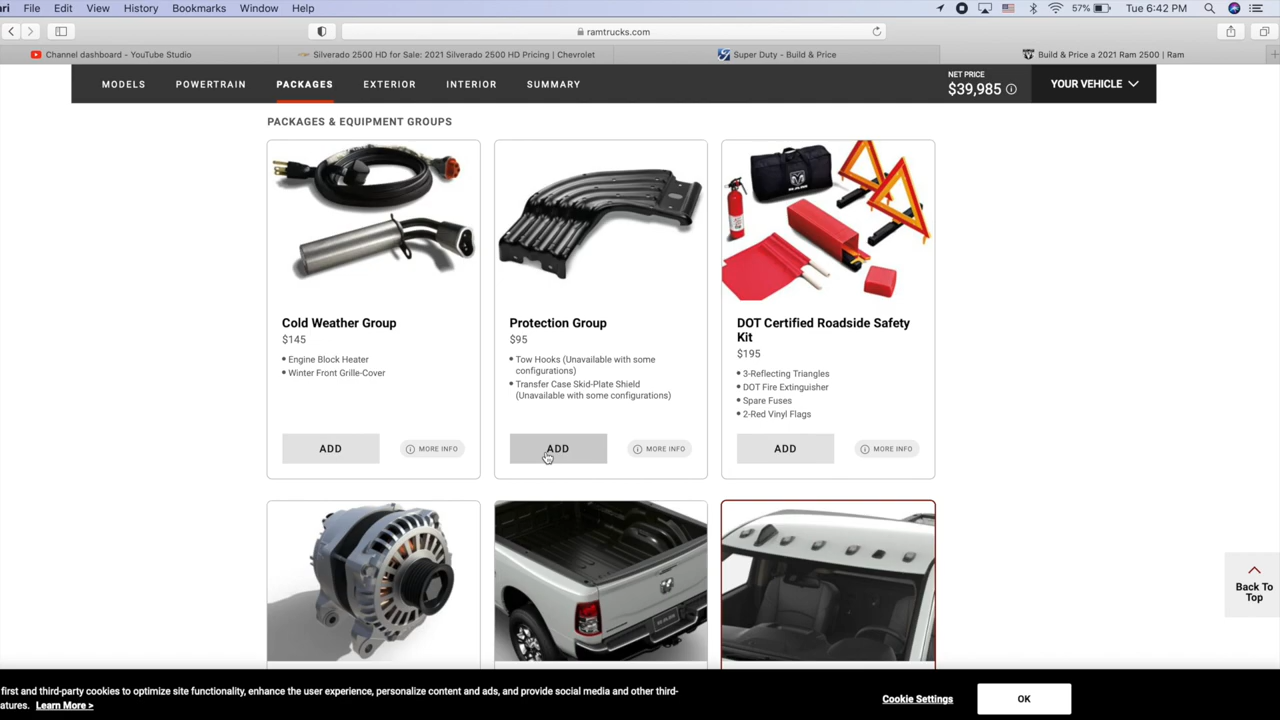 ari File Edit View History Bookmarks Window Help 57% Tue 6:42 PM
ramtrucks.com
Channel dashboard - YouTube Studio Silverado 2500 HD for Sale: 2021 Silverado 2500 HD Pricing | Chevrolet Super Duty - Build & Price Build & Price a 2021 Ram 2500 | Ram
MODELS POWERTRAIN PACKAGES EXTERIOR INTERIOR SUMMARY NET PRICE $39,985 YOUR VEHICLE
PACKAGES & EQUIPMENT GROUPS
Cold Weather Group
$145
• Engine Block Heater
• Winter Front Grille-Cover
ADD MORE INFO
Protection Group
$95
• Tow Hooks (Unavailable with some
configurations)
• Transfer Case Skid-Plate Shield
(Unavailable with some configurations)
ADD MORE INFO
DOT Certified Roadside Safety
Kit
$195
• 3-Reflecting Triangles
• DOT Fire Extinguisher
• Spare Fuses
• 2-Red Vinyl Flags
ADD MORE INFO
Back To
Top
first and third-party cookies to optimize site functionality, enhance the user experience, personalize content and ads, and provide social media and other third-
atures. Learn More >
Cookie Settings OK